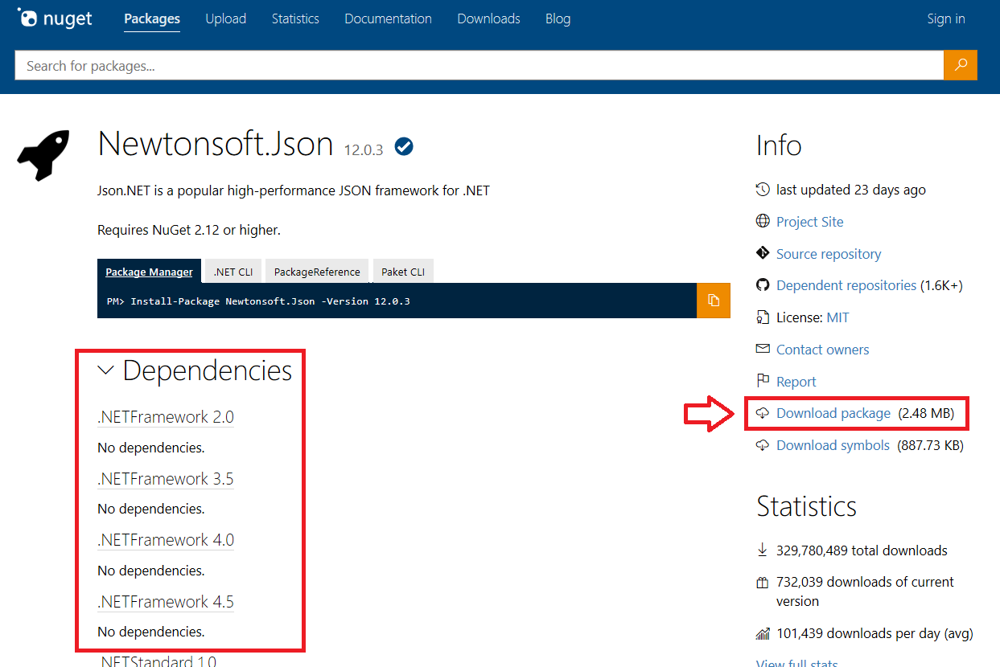 nuget Packages Upload Statistics Documentation Downloads Blog Sign in
Search for packages...
Newtonsoft.Json 12.0.3
Json.NET is a popular high-performance JSON framework for .NET
Requires NuGet 2.12 or higher.
Package Manager .NET CLI PackageReference Paket CLI
PM> Install-Package Newtonsoft.Json -Version 12.0.3
Dependencies
.NETFramework 2.0
No dependencies.
.NETFramework 3.5
No dependencies.
.NETFramework 4.0
No dependencies.
.NETFramework 4.5
No dependencies.
.NETStandard 1.0
Info
last updated 23 days ago
Project Site
Source repository
Dependent repositories (1.6K+)
License: MIT
Contact owners
Report
Download package (2.48 MB)
Download symbols (887.73 KB)
Statistics
329,780,489 total downloads
732,039 downloads of current
version
101,439 downloads per day (avg)
View full stats